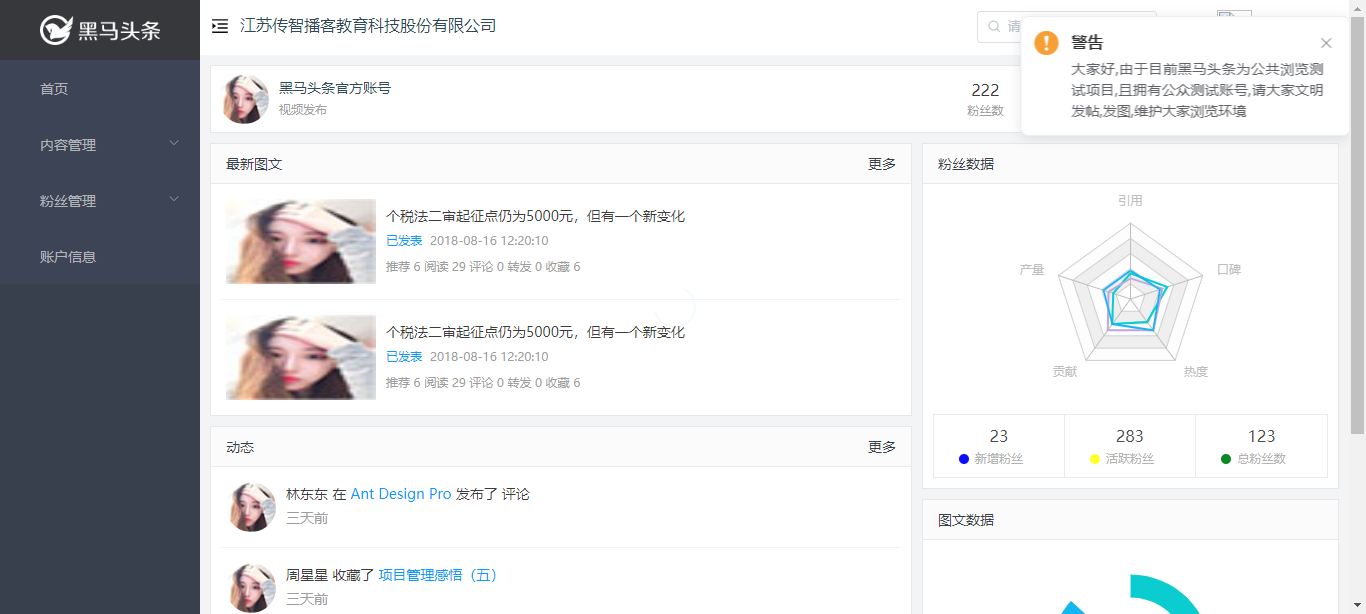 黑马头条
首页
内容管理
粉丝管理
账户信息
江苏传智播客教育科技股份有限公司
请
警告
大家好,由于目前黑马头条为公共浏览测
试项目,且拥有公众测试账号,请大家文明
发帖,发图,维护大家浏览环境
黑马头条官方账号
视频发布
222
粉丝数
最新图文
更多
个税法二审起征点仍为5000元，但有一个新变化
已发表 2018-08-16 12:20:10
推荐 6 阅读 29 评论 0 转发 0 收藏 6
个税法二审起征点仍为5000元，但有一个新变化
已发表 2018-08-16 12:20:10
推荐 6 阅读 29 评论 0 转发 0 收藏 6
动态
更多
林东东 在 Ant Design Pro 发布了 评论
三天前
周星星 收藏了 项目管理感悟（五）
三天前
粉丝数据
引用
产量
口碑
贡献
热度
23
新增粉丝
283
活跃粉丝
123
总粉丝数
图文数据